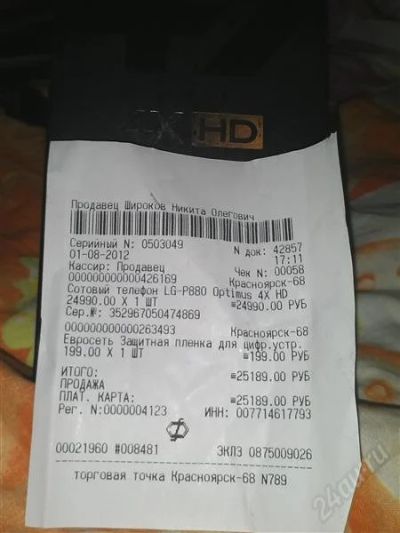 4X HD
Продавец Широков Никита Олегович
Серийный N: 0503049 N док: 42857
01-08-2012 17:11
Кассир: Продавец Чек N: 00058
000000000000426169 Красноярск-68
Сотовый телефон LG-P880 Optimus 4X HD
24990.00 X 1 ШТ ≡24990.00 РУБ
Сер.№: 352967050474869
000000000000263493 Красноярск-68
Евросеть Защитная пленка для цифр.устр.
199.00 X 1 ШТ ≡199.00 РУБ
ИТОГО: ≡25189.00 РУБ
ПРОДАЖА
ПЛАТ. КАРТА: ≡25189.00 РУБ
Рег. N:0000004123 ИНН: 007714617793
00021960 #008481 ЭКЛЗ 0875009026
торговая точка Красноярск-68 N789
24au.ru